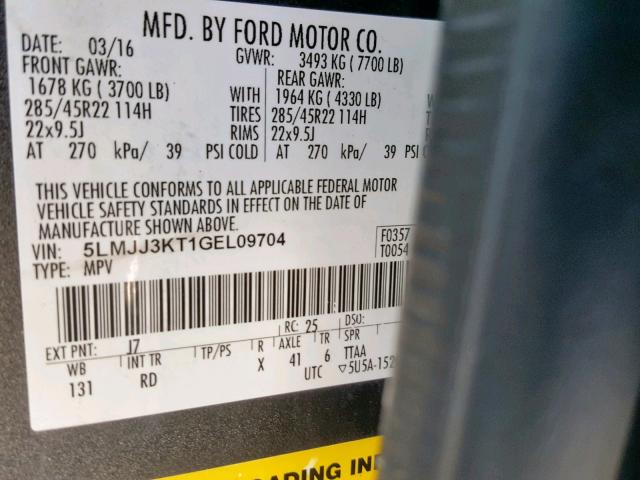 MFD. BY FORD MOTOR CO.
DATE: 03/16 GVWR: 3493 KG (7700 LB)
FRONT GAWR: REAR GAWR:
1678 KG (3700 LB) WITH 1964 KG (4330 LB)
285/45R22 114H TIRES 285/45R22 114H
22x9.5J RIMS 22x9.5J
AT 270 kPa/ 39 PSI COLD AT 270 kPa/ 39 PSI COLD
THIS VEHICLE CONFORMS TO ALL APPLICABLE FEDERAL MOTOR
VEHICLE SAFETY STANDARDS IN EFFECT ON THE DATE OF
MANUFACTURE SHOWN ABOVE.
VIN: 5LMJJ3KT1GEL09704 F0357
TYPE: MPV T0054
RC: 25 DSO:
EXT PNT: J7 R AXLE TR SPR
WB INT TR TP/PS X 41 6 TTAA
131 RD UTC ▽5U5A-152
LOADING IN